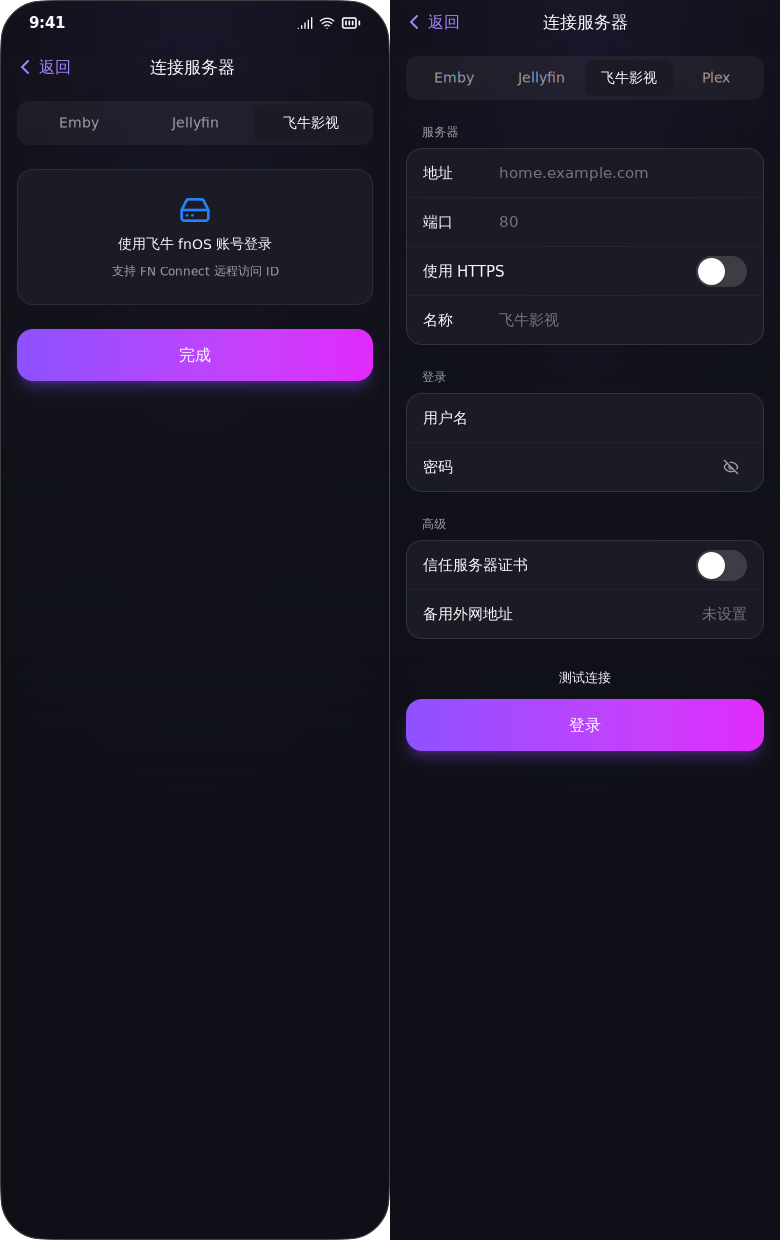 9:41
返回
连接服务器
Emby
Jellyfin
飞牛影视
使用飞牛 fnOS 账号登录
支持 FN Connect 远程访问 ID
完成
返回
连接服务器
Emby
Jellyfin
飞牛影视
Plex
服务器
地址 home.example.com
端口 80
使用 HTTPS
名称 飞牛影视
登录
用户名
密码
高级
信任服务器证书
备用外网地址 未设置
测试连接
登录